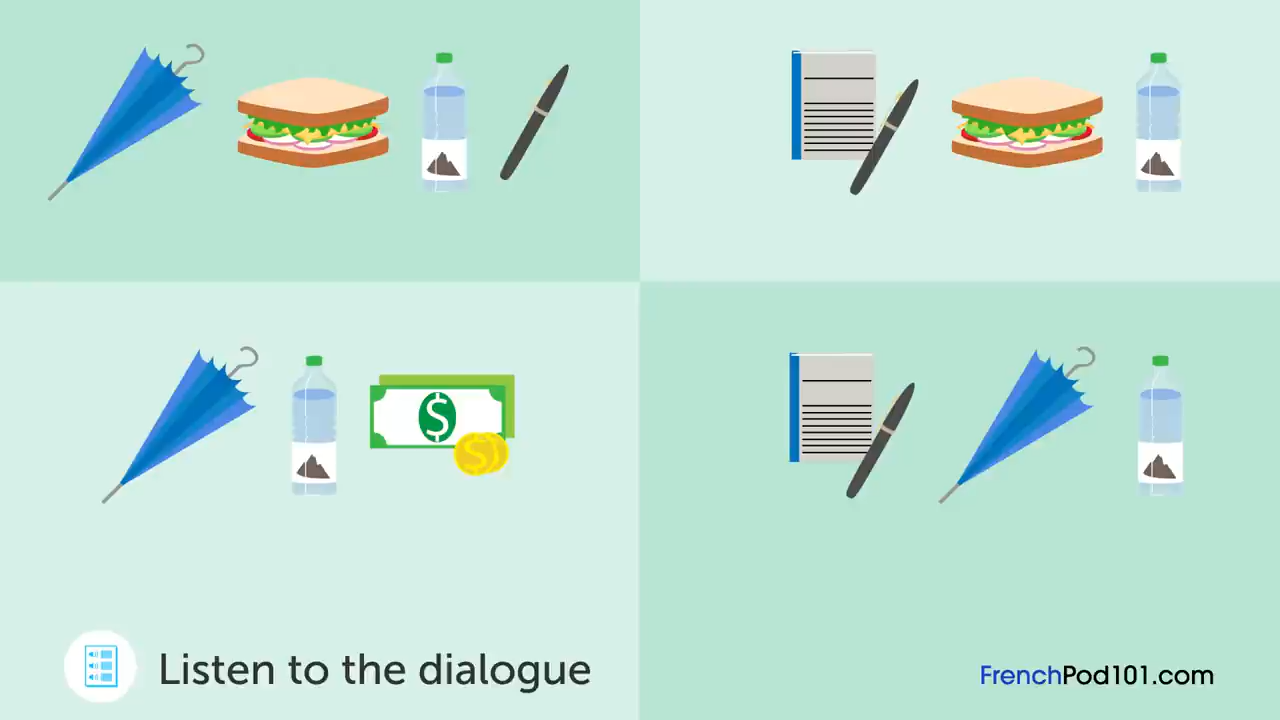 $
$
Listen to the dialogue
FrenchPod101.com